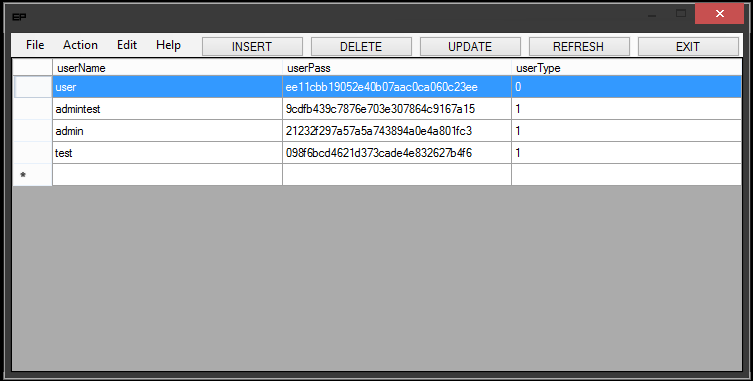 EP
File Action Edit Help INSERT DELETE UPDATE REFRESH EXIT
userName userPass userType
user ee11cbb19052e40b07aac0ca060c23ee 0
admintest 9cdfb439c7876e703e307864c9167a15 1
admin 21232f297a57a5a743894a0e4a801fc3 1
test 098f6bcd4621d373cade4e832627b4f6 1
*